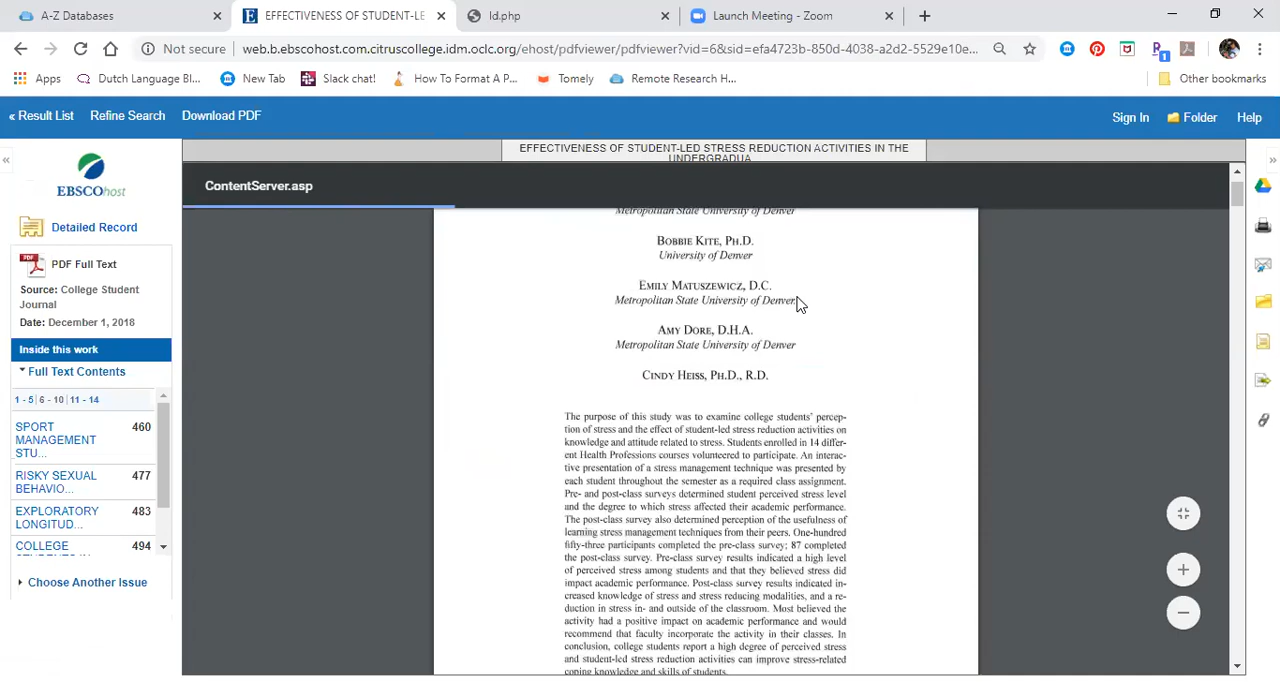 A-Z Databases
EFFECTIVENESS OF STUDENT-LE
ld.php
Launch Meeting - Zoom
Not secure
web.b.ebscohost.com.citruscollege.idm.oclc.org/ehost/pdfviewer/pdfviewer?vid=6&sid=efa4723b-850d-4038-a2d2-5529e10e...
1
Apps
Dutch Language Bl...
New Tab
Slack chat!
How To Format A P...
Tomely
Remote Research H...
Other bookmarks
« Result List
Refine Search
Download PDF
Sign In
Folder
Help
EBSCOhost
Detailed Record
PDF
PDF Full Text
Source: College Student
Journal
Date: December 1, 2018
Inside this work
Full Text Contents
1 - 5 | 6 - 10 | 11 - 14
SPORT 460
MANAGEMENT
STU...
RISKY SEXUAL 477
BEHAVIO...
EXPLORATORY 483
LONGITUD...
COLLEGE 494
STUDENTS IN
Choose Another Issue
EFFECTIVENESS OF STUDENT-LED STRESS REDUCTION ACTIVITIES IN THE
UNDERGRADUA
ContentServer.asp
Metropolitan State University of Denver
BOBBIE KITE, PH.D.
University of Denver
EMILY MATUSZEWICZ, D.C.
Metropolitan State University of Denver
AMY DORE, D.H.A.
Metropolitan State University of Denver
CINDY HEISS, PH.D., R.D.
The purpose of this study was to examine college students' percep-
tion of stress and the effect of student-led stress reduction activities on
knowledge and attitude related to stress. Students enrolled in 14 differ-
ent Health Professions courses volunteered to participate. An interac-
tive presentation of a stress management technique was presented by
each student throughout the semester as a required class assignment.
Pre- and post-class surveys determined student perceived stress level
and the degree to which stress affected their academic performance.
The post-class survey also determined perception of the usefulness of
learning stress management techniques from their peers. One-hundred
fifty-three participants completed the pre-class survey; 87 completed
the post-class survey. Pre-class survey results indicated a high level
of perceived stress among students and that they believed stress did
impact academic performance. Post-class survey results indicated in-
creased knowledge of stress and stress reducing modalities, and a re-
duction in stress in- and outside of the classroom. Most believed the
activity had a positive impact on academic performance and would
recommend that faculty incorporate the activity in their classes. In
conclusion, college students report a high degree of perceived stress
and student-led stress reduction activities can improve stress-related
coping knowledge and skills of students.